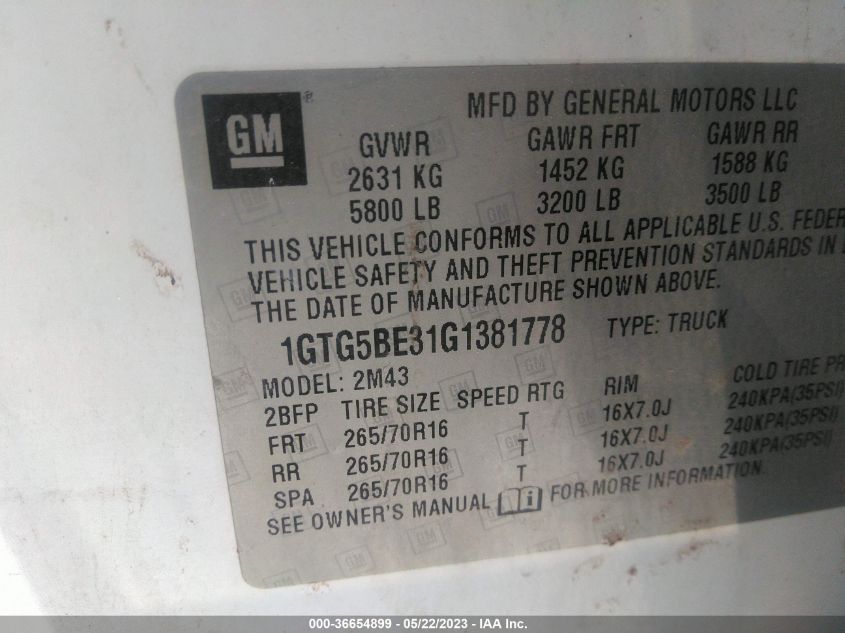 GM
MFD BY GENERAL MOTORS LLC
GVWR GAWR FRT GAWR RR
2631 KG 1452 KG 1588 KG
5800 LB 3200 LB 3500 LB
THIS VEHICLE CONFORMS TO ALL APPLICABLE U.S. FEDER
VEHICLE SAFETY AND THEFT PREVENTION STANDARDS IN
THE DATE OF MANUFACTURE SHOWN ABOVE.
1GTG5BE31G1381778 TYPE: TRUCK
MODEL: 2M43
2BFP TIRE SIZE SPEED RTG RIM COLD TIRE PR
FRT 265/70R16 T 16X7.0J 240KPA(35PSI)
RR 265/70R16 T 16X7.0J 240KPA(35PSI)
SPA 265/70R16 T 16X7.0J 240KPA(35PSI)
SEE OWNER'S MANUAL FOR MORE INFORMATION.
000-36654899 - 05/22/2023 - IAA Inc.